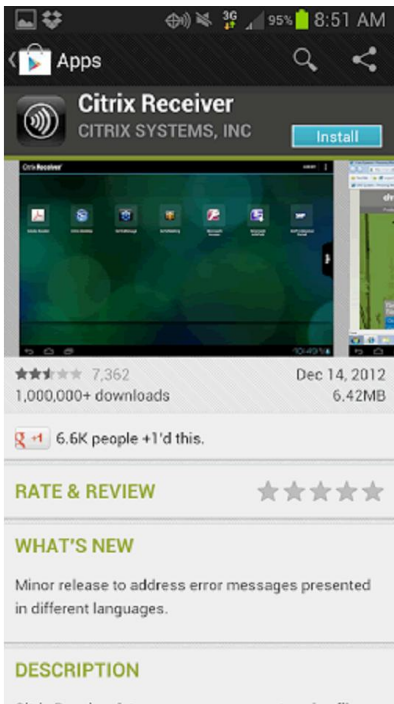 3G
95%
8:51 AM
Apps
Citrix Receiver
CITRIX SYSTEMS, INC
Install
Citrix Receiver
7,362
Dec 14, 2012
1,000,000+ downloads
6.42MB
+1
6.6K people +1'd this.
RATE & REVIEW
WHAT'S NEW
Minor release to address error messages presented
in different languages.
DESCRIPTION